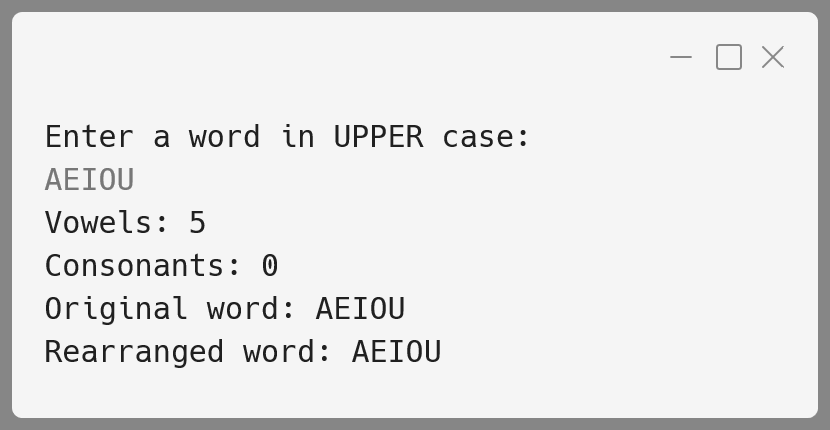 Enter a word in UPPER case:
AEIOU
Vowels: 5
Consonants: 0
Original word: AEIOU
Rearranged word: AEIOU